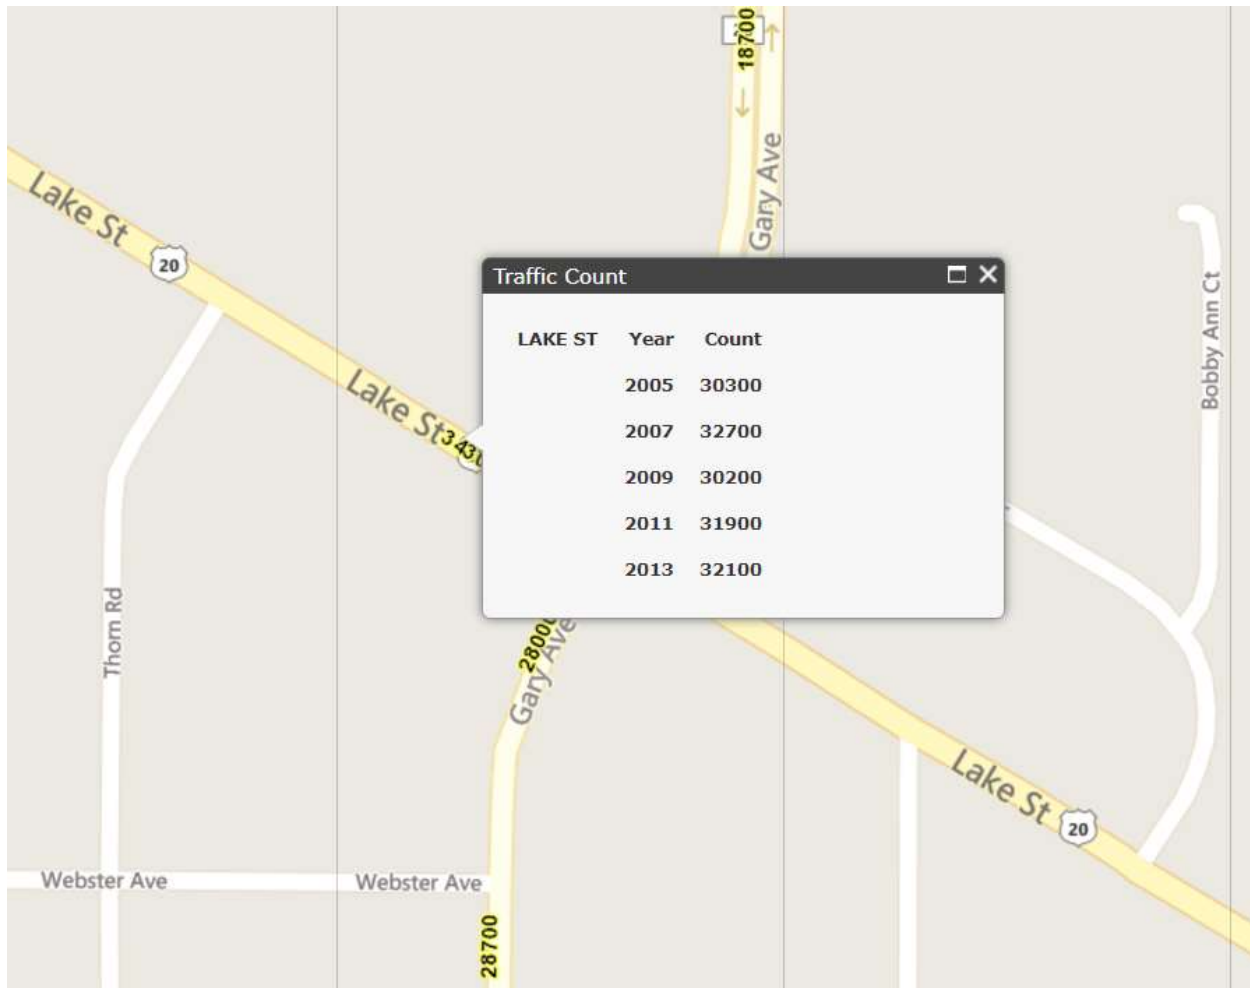 18700
Gary Ave
Lake St
20
Bobby Ann Ct
Traffic Count
LAKE ST Year Count
2005 30300
2007 32700
2009 30200
2011 31900
2013 32100
Lake St
Thorn Rd
Gary Ave
Lake St
20
Webster Ave
Webster Ave
28700